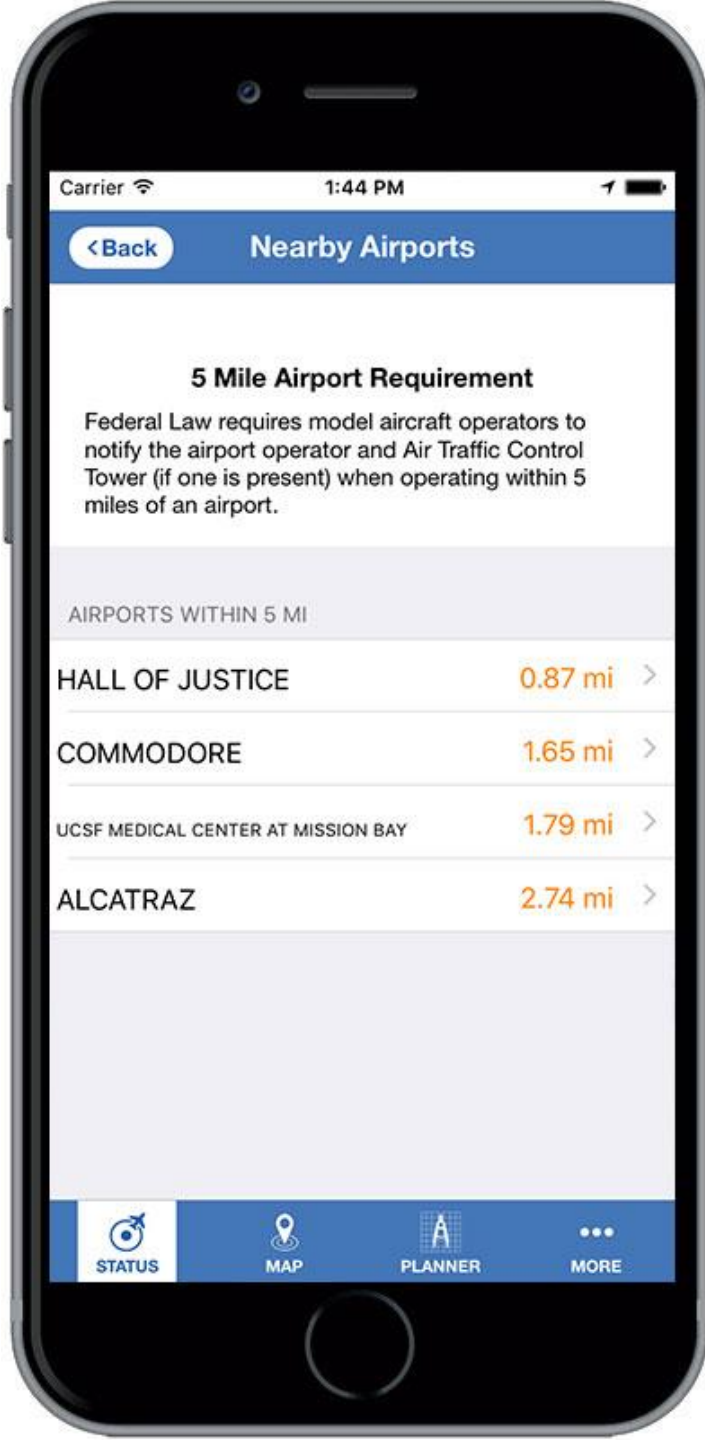 Carrier 1:44 PM
<Back Nearby Airports
5 Mile Airport Requirement
Federal Law requires model aircraft operators to
notify the airport operator and Air Traffic Control
Tower (if one is present) when operating within 5
miles of an airport.
AIRPORTS WITHIN 5 MI
HALL OF JUSTICE 0.87 mi >
COMMODORE 1.65 mi >
UCSF MEDICAL CENTER AT MISSION BAY 1.79 mi >
ALCATRAZ 2.74 mi >
STATUS MAP PLANNER MORE